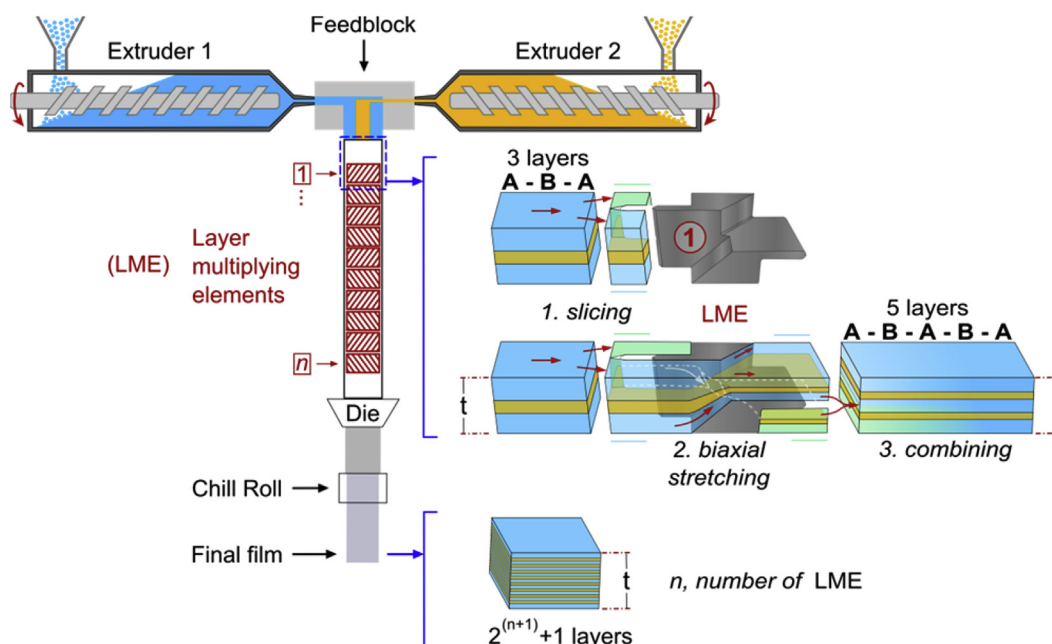 Feedblock
Extruder 1
Extruder 2
1
⋮
(LME)
Layer
multiplying
elements
n
Die
Chill Roll
Final film
3 layers
A - B - A
1
1. slicing
LME
5 layers
A - B - A - B - A
t
2. biaxial
stretching
3. combining
t
n, number of LME
2^(n+1)+1 layers